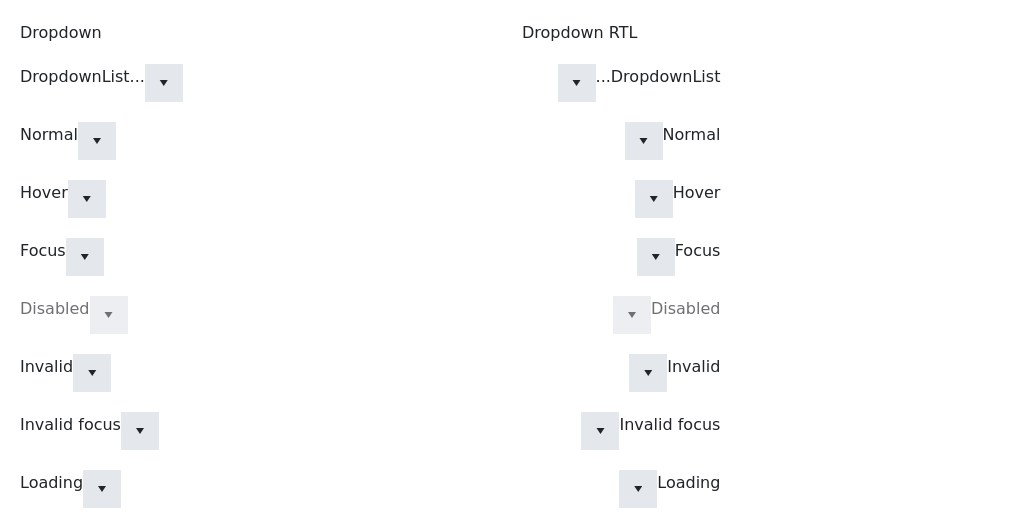 Dropdown
DropdownList...
Normal
Hover
Focus
Disabled
Invalid
Invalid focus
Loading
Dropdown RTL
...DropdownList
Normal
Hover
Focus
Disabled
Invalid
Invalid focus
Loading